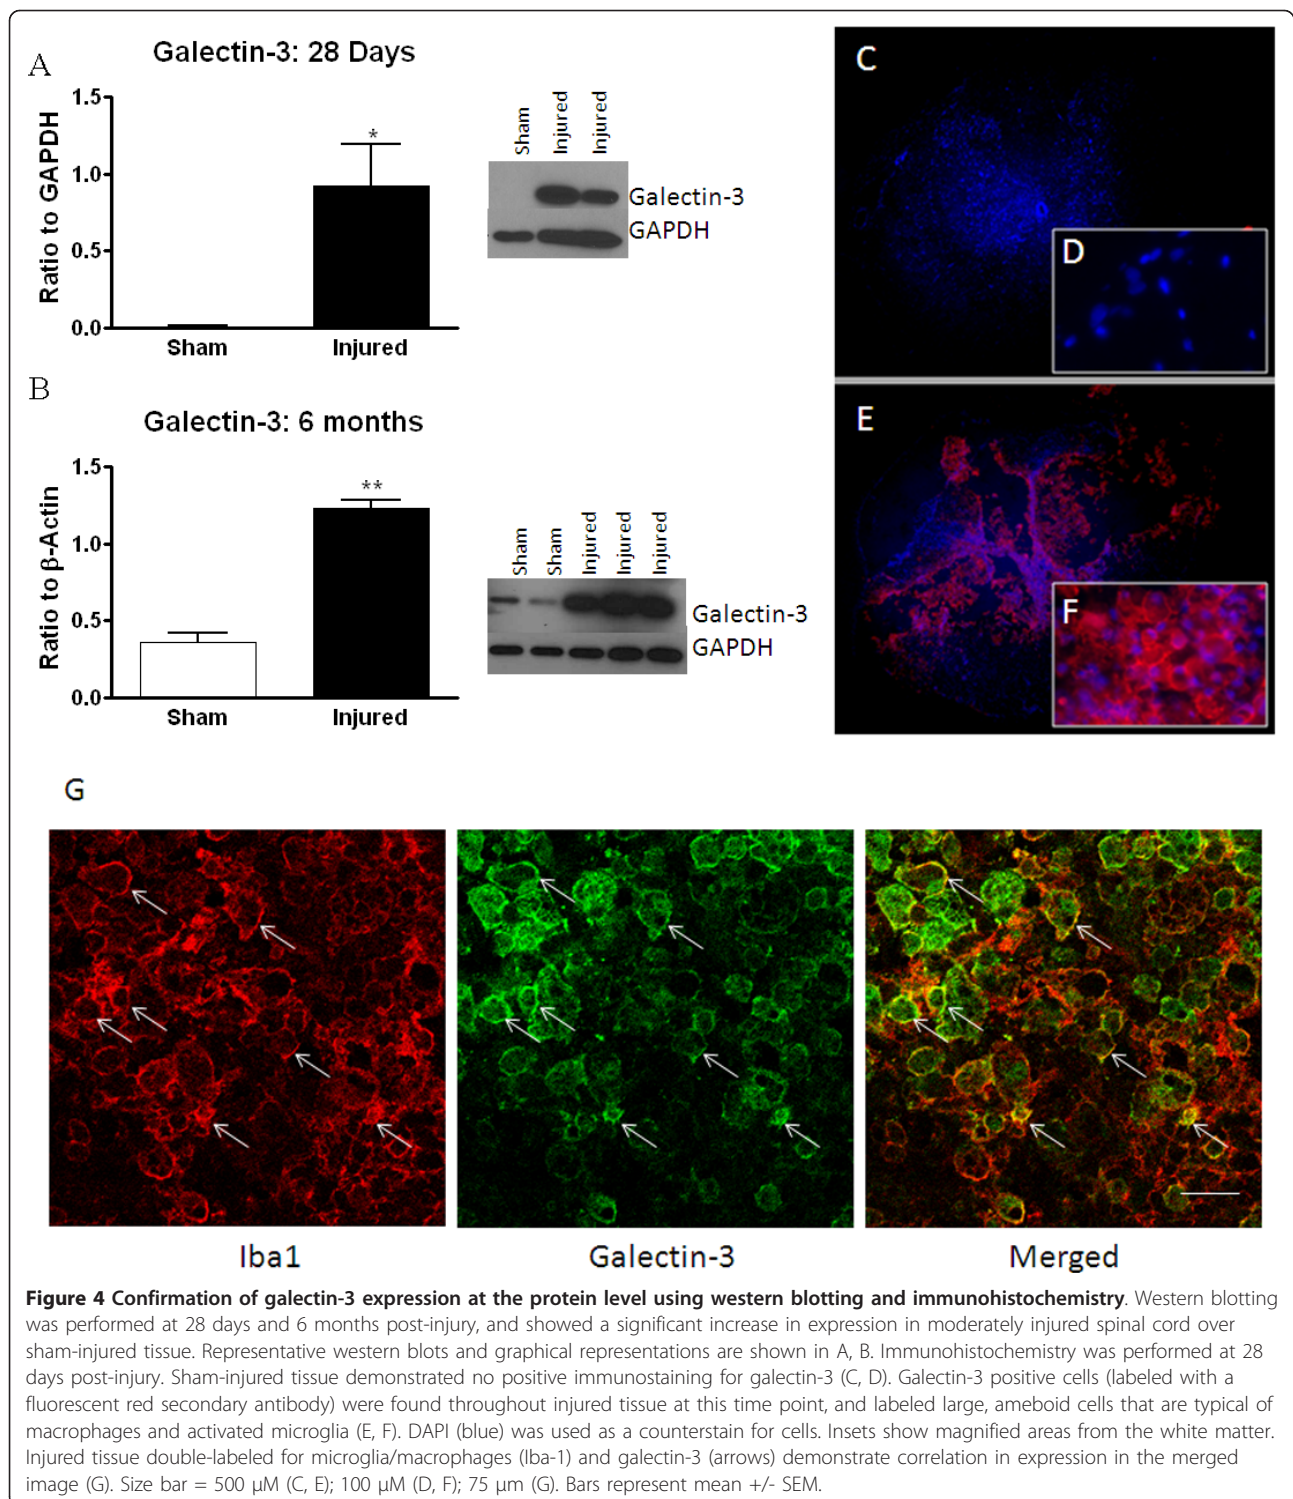 A
Galectin-3: 28 Days
1.5
1.0
0.5
0.0
Ratio to GAPDH
*
Sham
Injured
Sham
Injured
Injured
Galectin-3
GAPDH
B
Galectin-3: 6 months
1.5
1.0
0.5
0.0
Ratio to β-Actin
**
Sham
Injured
Sham
Sham
Injured
Injured
Injured
Galectin-3
GAPDH
C
D
E
F
G
Iba1
Galectin-3
Merged
Figure 4 Confirmation of galectin-3 expression at the protein level using western blotting and immunohistochemistry. Western blotting
was performed at 28 days and 6 months post-injury, and showed a significant increase in expression in moderately injured spinal cord over
sham-injured tissue. Representative western blots and graphical representations are shown in A, B. Immunohistochemistry was performed at 28
days post-injury. Sham-injured tissue demonstrated no positive immunostaining for galectin-3 (C, D). Galectin-3 positive cells (labeled with a
fluorescent red secondary antibody) were found throughout injured tissue at this time point, and labeled large, ameboid cells that are typical of
macrophages and activated microglia (E, F). DAPI (blue) was used as a counterstain for cells. Insets show magnified areas from the white matter.
Injured tissue double-labeled for microglia/macrophages (Iba-1) and galectin-3 (arrows) demonstrate correlation in expression in the merged
image (G). Size bar = 500 μM (C, E); 100 μM (D, F); 75 μm (G). Bars represent mean +/- SEM.